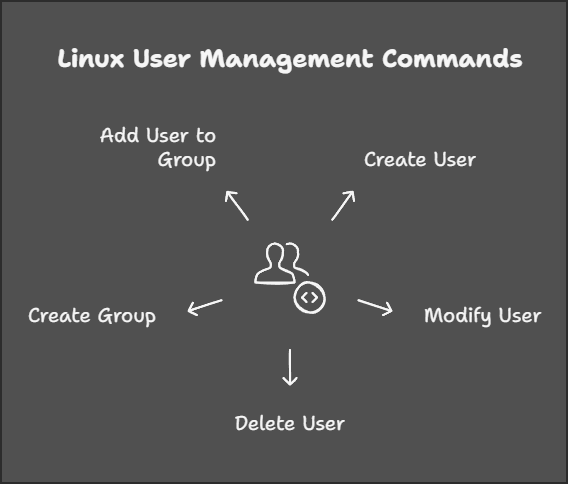 Linux User Management Commands
Add User to
Group
Create User
Create Group
Modify User
Delete User